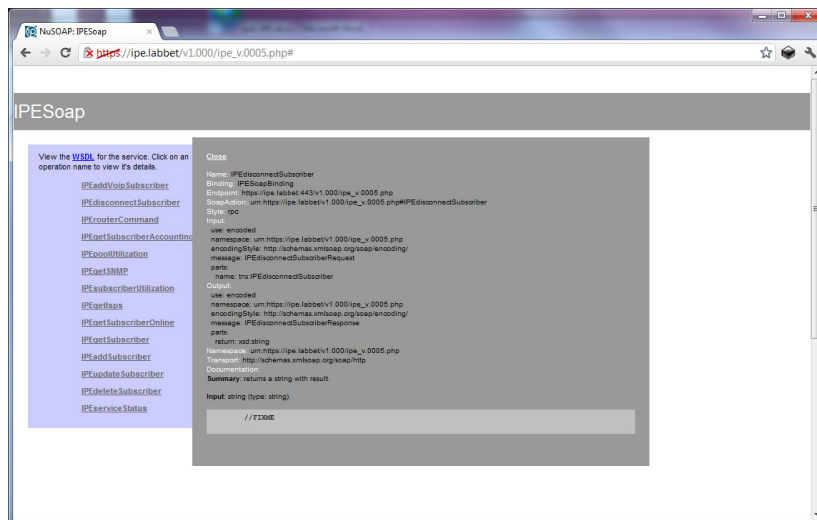 NuSOAP: IPESoap
https://ipe.labbet/v1.000/ipe_v.0005.php#
IPESoap
View the WSDL for the service. Click on an
operation name to view it's details.
IPEaddVoipSubscriber
IPEdisconnectSubscriber
IPErouterCommand
IPEgetSubscriberAccounting
IPEpoolUtilization
IPEgetSNMP
IPEsubscriberUtilization
IPEgetIsps
IPEgetSubscriberOnline
IPEgetSubscriber
IPEaddSubscriber
IPEupdateSubscriber
IPEdeleteSubscriber
IPEserviceStatus
Close
Name: IPEdisconnectSubscriber
Binding: IPESoapBinding
Endpoint: https://ipe.labbet:443/v1.000/ipe_v.0005.php
SoapAction: urn:https://ipe.labbet/v1.000/ipe_v.0005.php#IPEdisconnectSubscriber
Style: rpc
Input:
use: encoded
namespace: urn:https://ipe.labbet/v1.000/ipe_v.0005.php
encodingStyle: http://schemas.xmlsoap.org/soap/encoding/
message: IPEdisconnectSubscriberRequest
parts:
name: tns:IPEdisconnectSubscriber
Output:
use: encoded
namespace: urn:https://ipe.labbet/v1.000/ipe_v.0005.php
encodingStyle: http://schemas.xmlsoap.org/soap/encoding/
message: IPEdisconnectSubscriberResponse
parts:
return: xsd:string
Namespace: urn:https://ipe.labbet/v1.000/ipe_v.0005.php
Transport: http://schemas.xmlsoap.org/soap/http
Documentation:
Summary: returns a string with result.
Input: string (type: string).
//FIXME